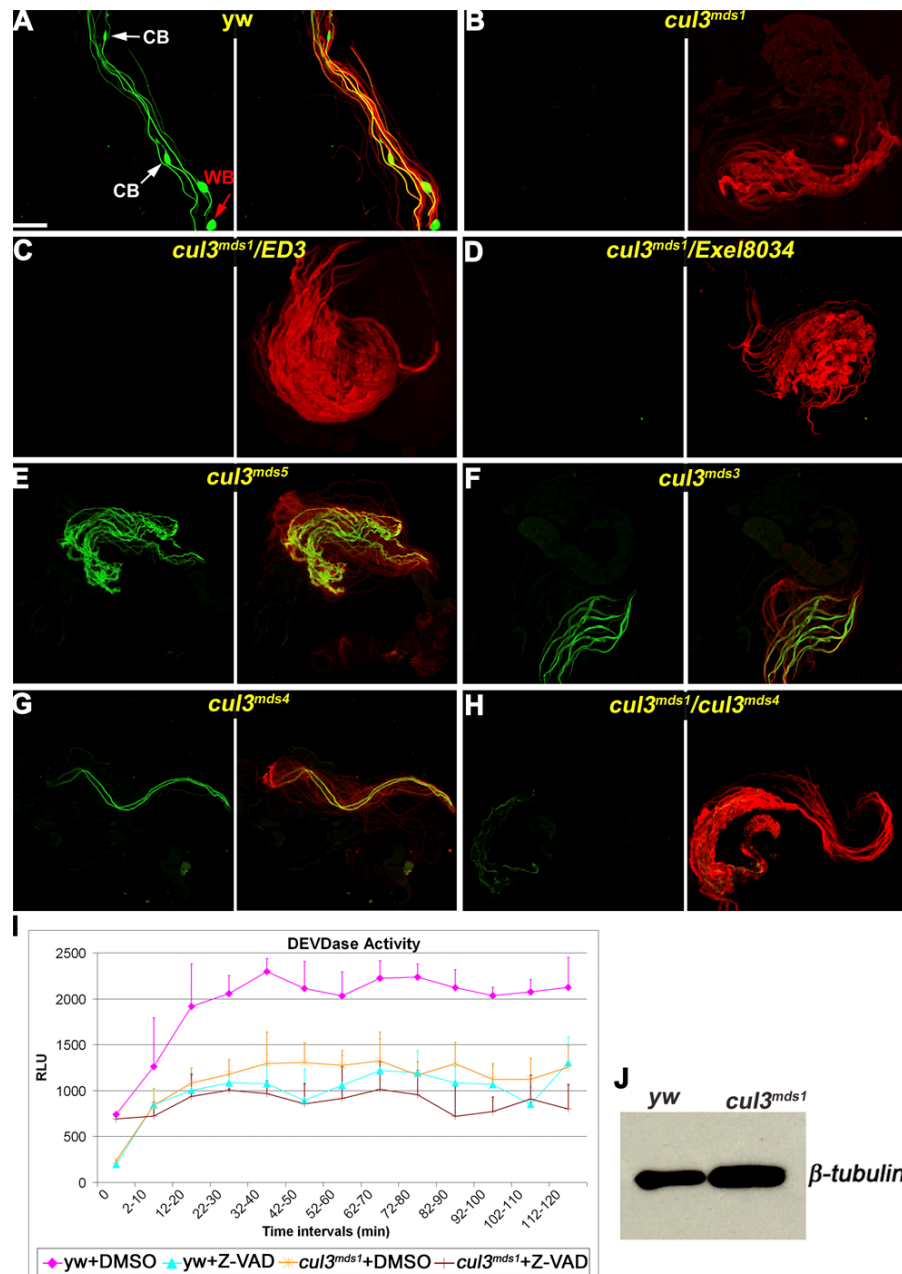 A yw
CB
CB
WB
B cul3mds1
C cul3mds1/ED3
D cul3mds1/Exel8034
E cul3mds5
F cul3mds3
G cul3mds4
H cul3mds1/cul3mds4
I
DEVDase Activity
2500
2000
1500
1000
500
0
RLU
0
2-10
12-20
22-30
32-40
42-50
52-60
62-70
72-80
82-90
92-100
102-110
112-120
Time intervals (min)
yw+DMSO yw+Z-VAD cul3mds1+DMSO cul3mds1+Z-VAD
J
yw cul3mds1
β-tubulin